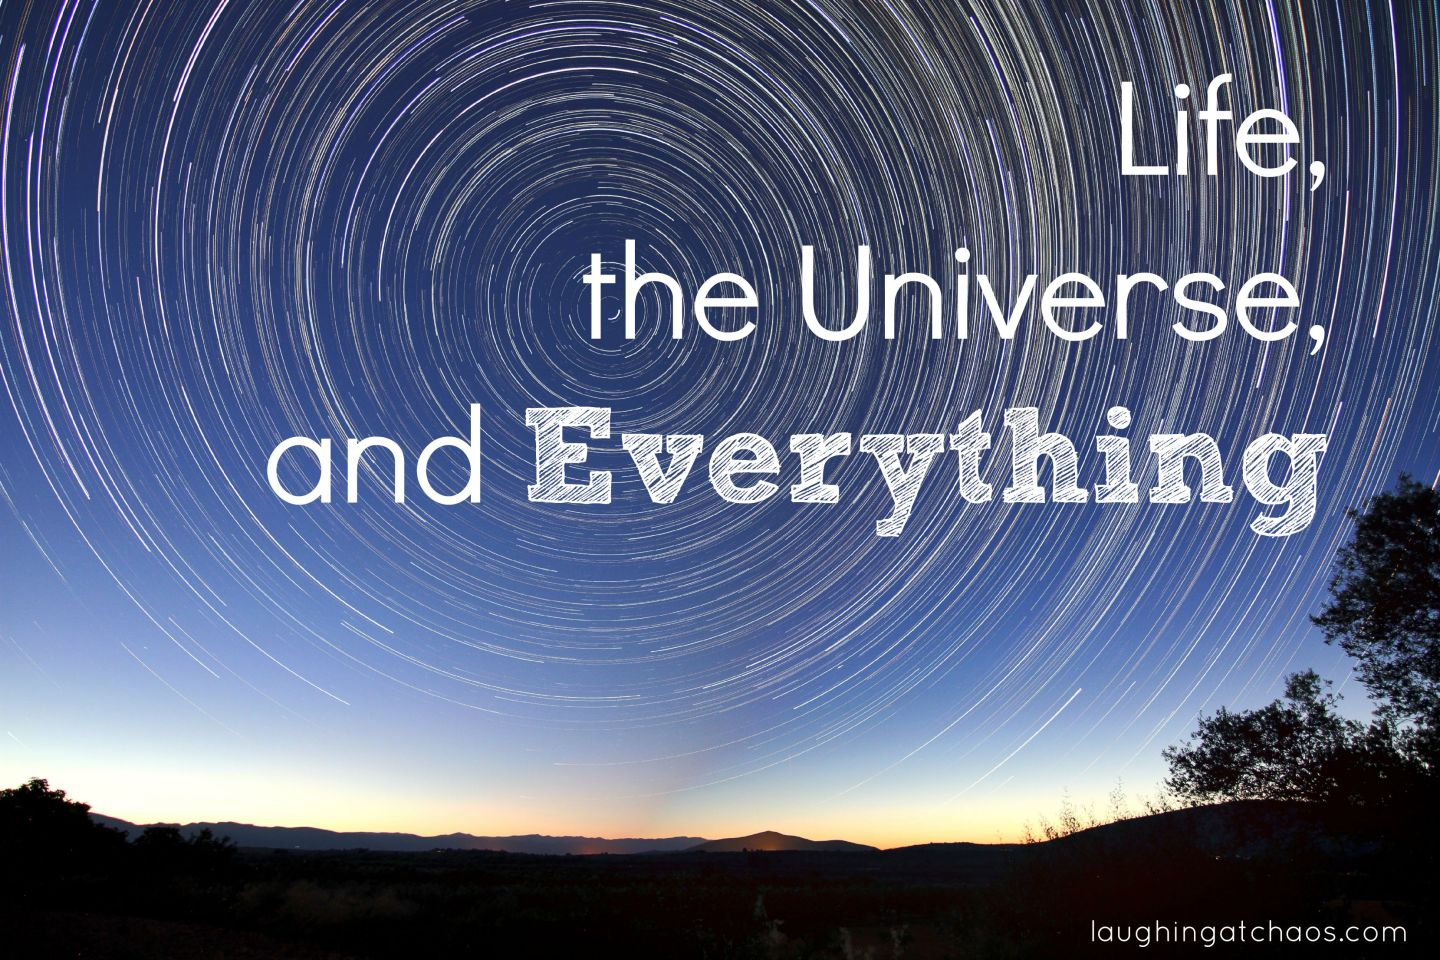 Life,
the Universe,
and Everything
laughingatchaos.com